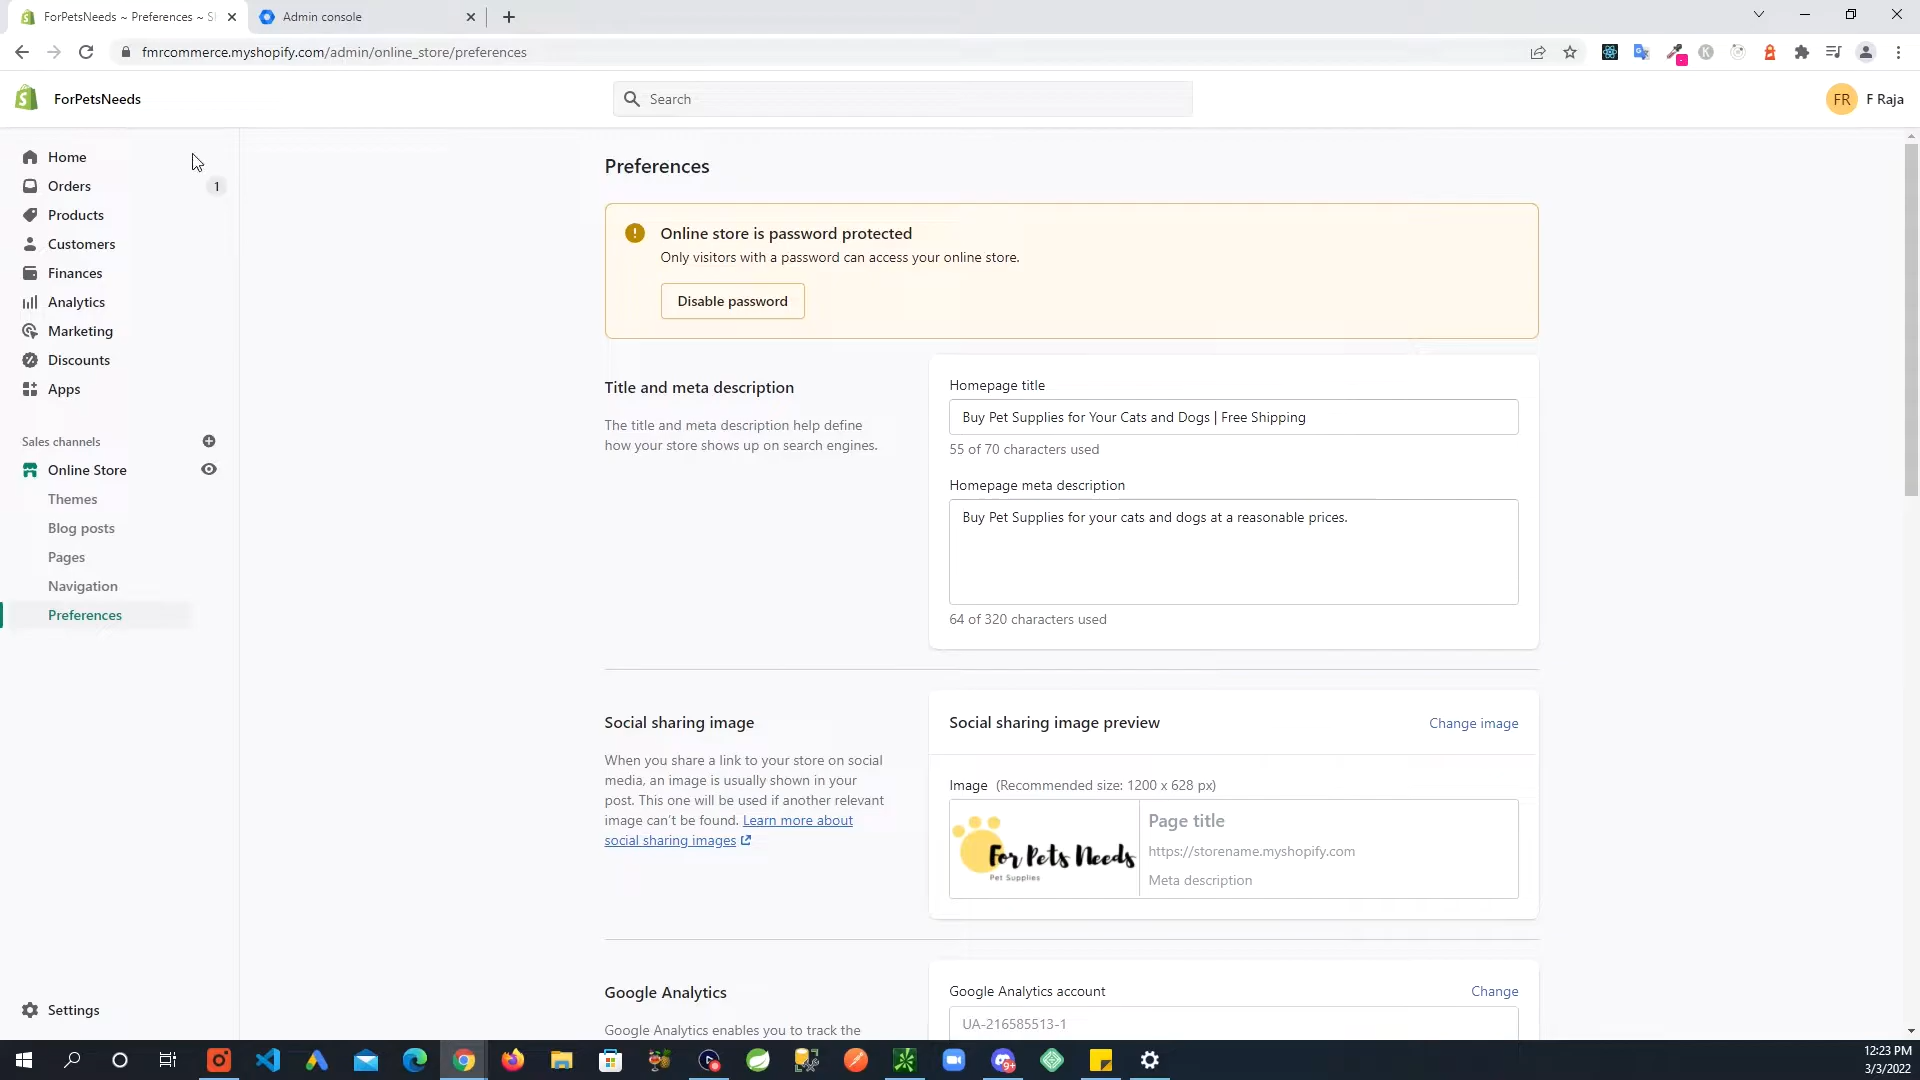 ForPetsNeeds ~ Preferences ~ S
Admin console
fmrcommerce.myshopify.com/admin/online_store/preferences
ForPetsNeeds
Search
FR
F Raja
Home
Orders
1
Products
Customers
Finances
Analytics
Marketing
Discounts
Apps
Sales channels
Online Store
Themes
Blog posts
Pages
Navigation
Preferences
Settings
Preferences
Online store is password protected
Only visitors with a password can access your online store.
Disable password
Title and meta description
The title and meta description help define
how your store shows up on search engines.
Homepage title
Buy Pet Supplies for Your Cats and Dogs | Free Shipping
55 of 70 characters used
Homepage meta description
Buy Pet Supplies for your cats and dogs at a reasonable prices.
64 of 320 characters used
Social sharing image
When you share a link to your store on social
media, an image is usually shown in your
post. This one will be used if another relevant
image can't be found. Learn more about
social sharing images
Social sharing image preview
Change image
Image (Recommended size: 1200 x 628 px)
For Pets Needs
Pet Supplies
Page title
https://storename.myshopify.com
Meta description
Google Analytics
Google Analytics enables you to track the
Google Analytics account
Change
UA-216585513-1
12:23 PM
3/3/2022